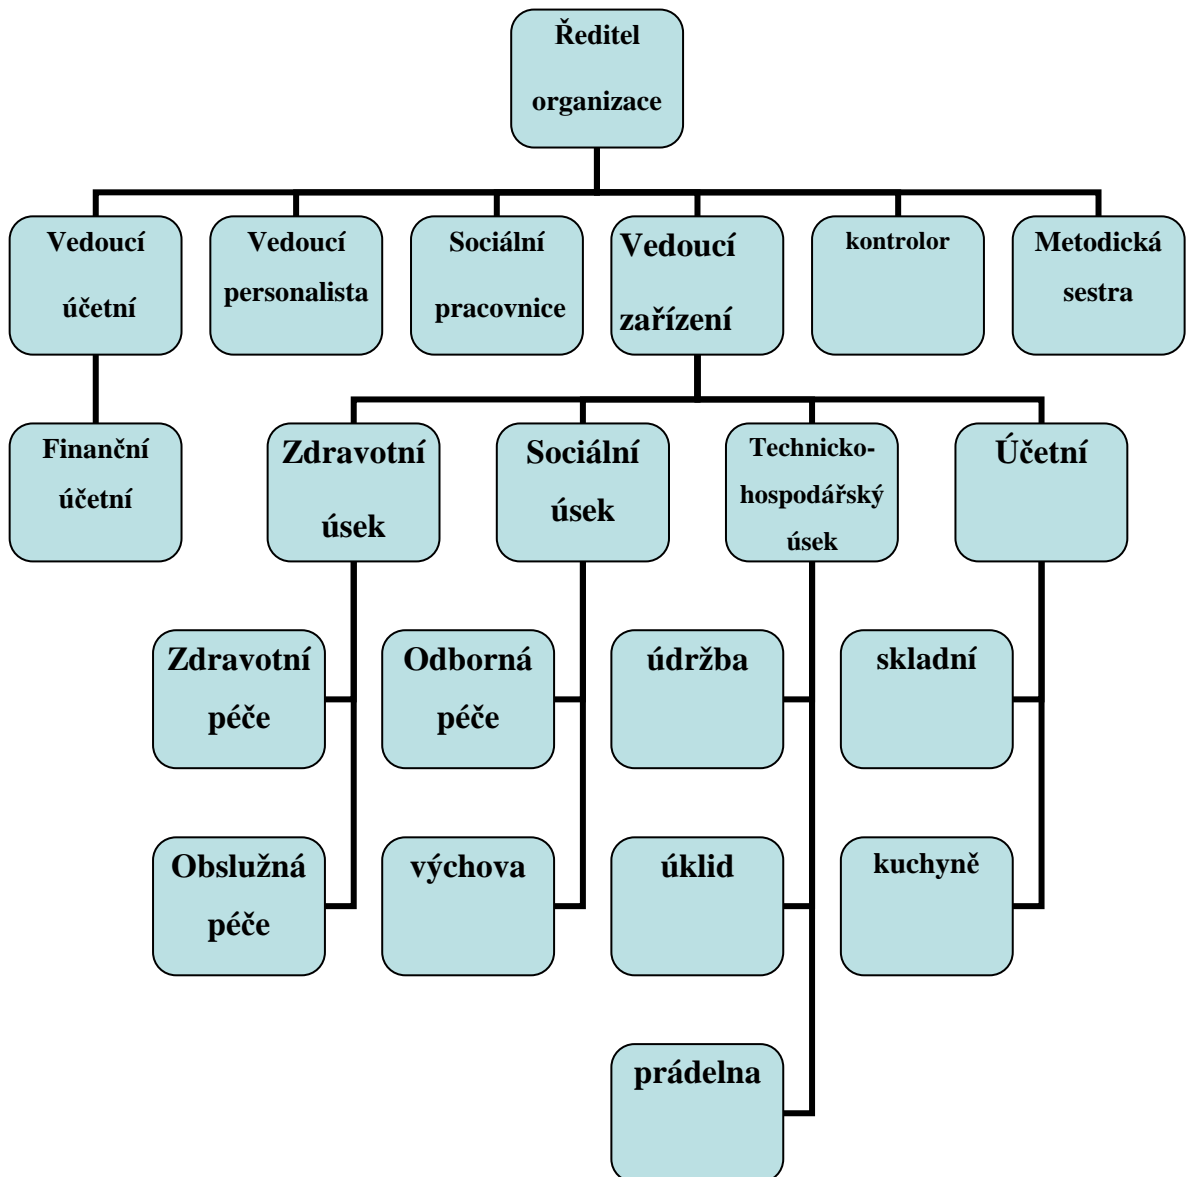 Ředitel
organizace
Vedoucí
účetní
Vedoucí
personalista
Sociální
pracovnice
Vedoucí
zařízení
kontrolor
Metodická
sestra
Finanční
účetní
Zdravotní
úsek
Sociální
úsek
Technicko-
hospodářský
úsek
Účetní
Zdravotní
péče
Odborná
péče
údržba
skladní
Obslužná
péče
výchova
úklid
kuchyně
prádelna